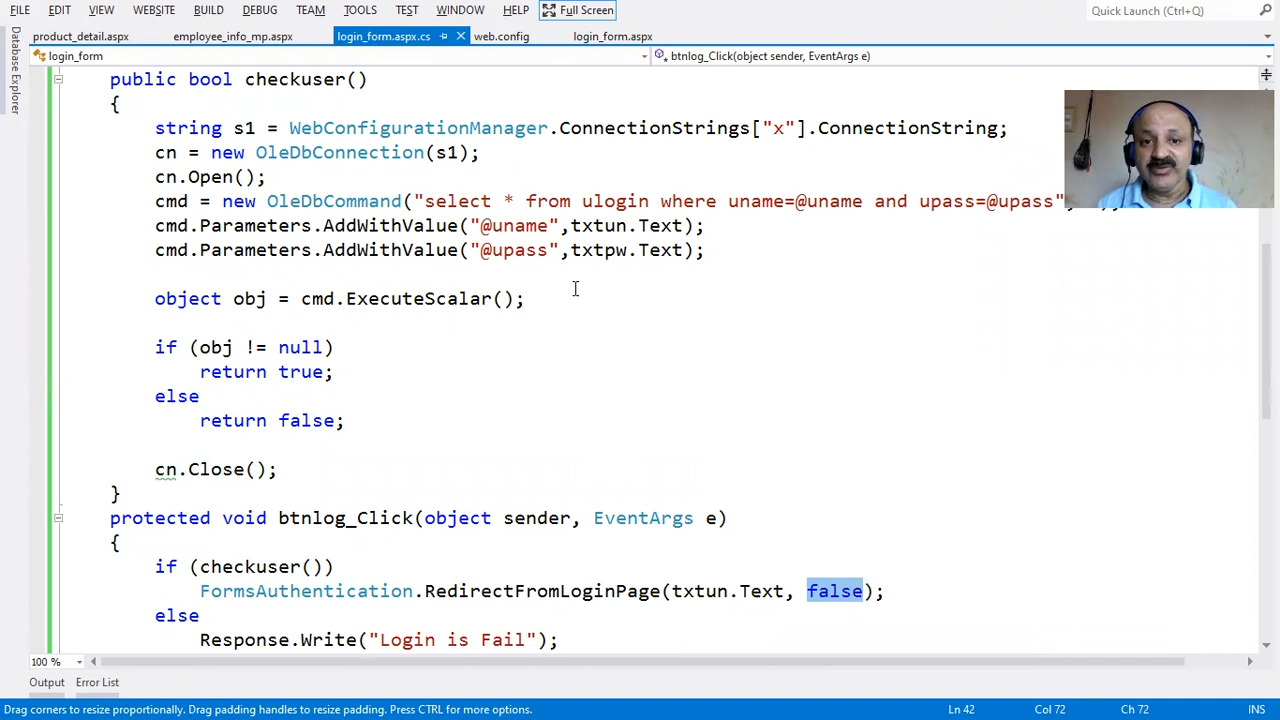 FILE EDIT VIEW WEBSITE BUILD DEBUG TEAM TOOLS TEST WINDOW HELP Full Screen Quick Launch (Ctrl+Q)
product_detail.aspx employee_info_mp.aspx login_form.aspx.cs web.config login_form.aspx
Database Explorer
login_form btnlog_Click(object sender, EventArgs e)
public bool checkuser()
{
string s1 = WebConfigurationManager.ConnectionStrings["x"].ConnectionString;
cn = new OleDbConnection(s1);
cn.Open();
cmd = new OleDbCommand("select * from ulogin where uname=@uname and upass=@upass",
cmd.Parameters.AddWithValue("@uname",txtun.Text);
cmd.Parameters.AddWithValue("@upass",txtpw.Text);
object obj = cmd.ExecuteScalar();
if (obj != null)
return true;
else
return false;
cn.Close();
}
protected void btnlog_Click(object sender, EventArgs e)
{
if (checkuser())
FormsAuthentication.RedirectFromLoginPage(txtun.Text, false);
else
Response.Write("Login is Fail");
100 %
Output Error List
Drag corners to resize proportionally. Drag padding handles to resize padding. Press CTRL for more options. Ln 42 Col 72 Ch 72 INS